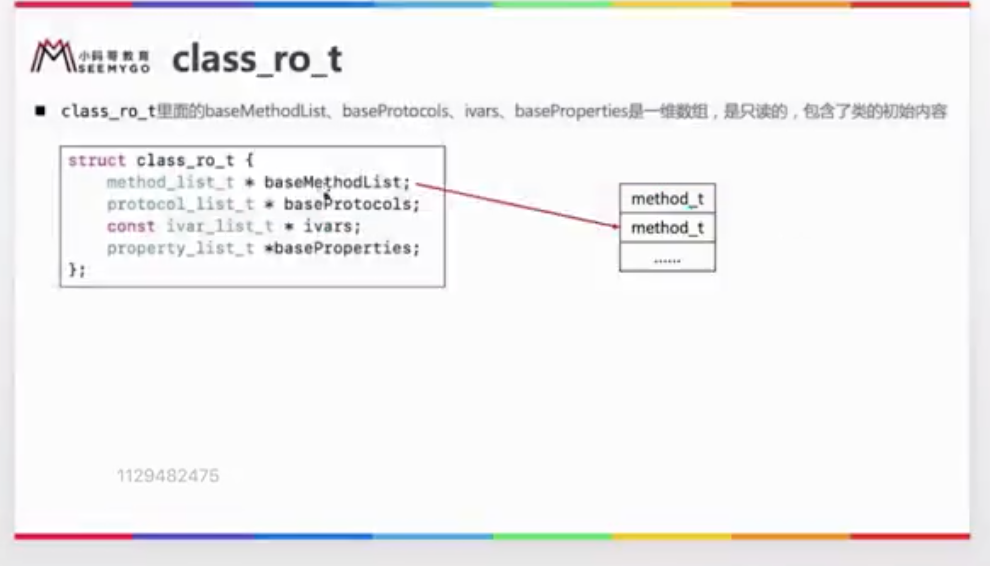 小码哥教育
SEEMYGO
class_ro_t
■ class_ro_t里面的baseMethodList、baseProtocols、ivars、baseProperties是一维数组，是只读的，包含了类的初始内容
struct class_ro_t {
method_list_t * baseMethodList;
protocol_list_t * baseProtocols;
const ivar_list_t * ivars;
property_list_t *baseProperties;
};
method_t
method_t
......
1129482475